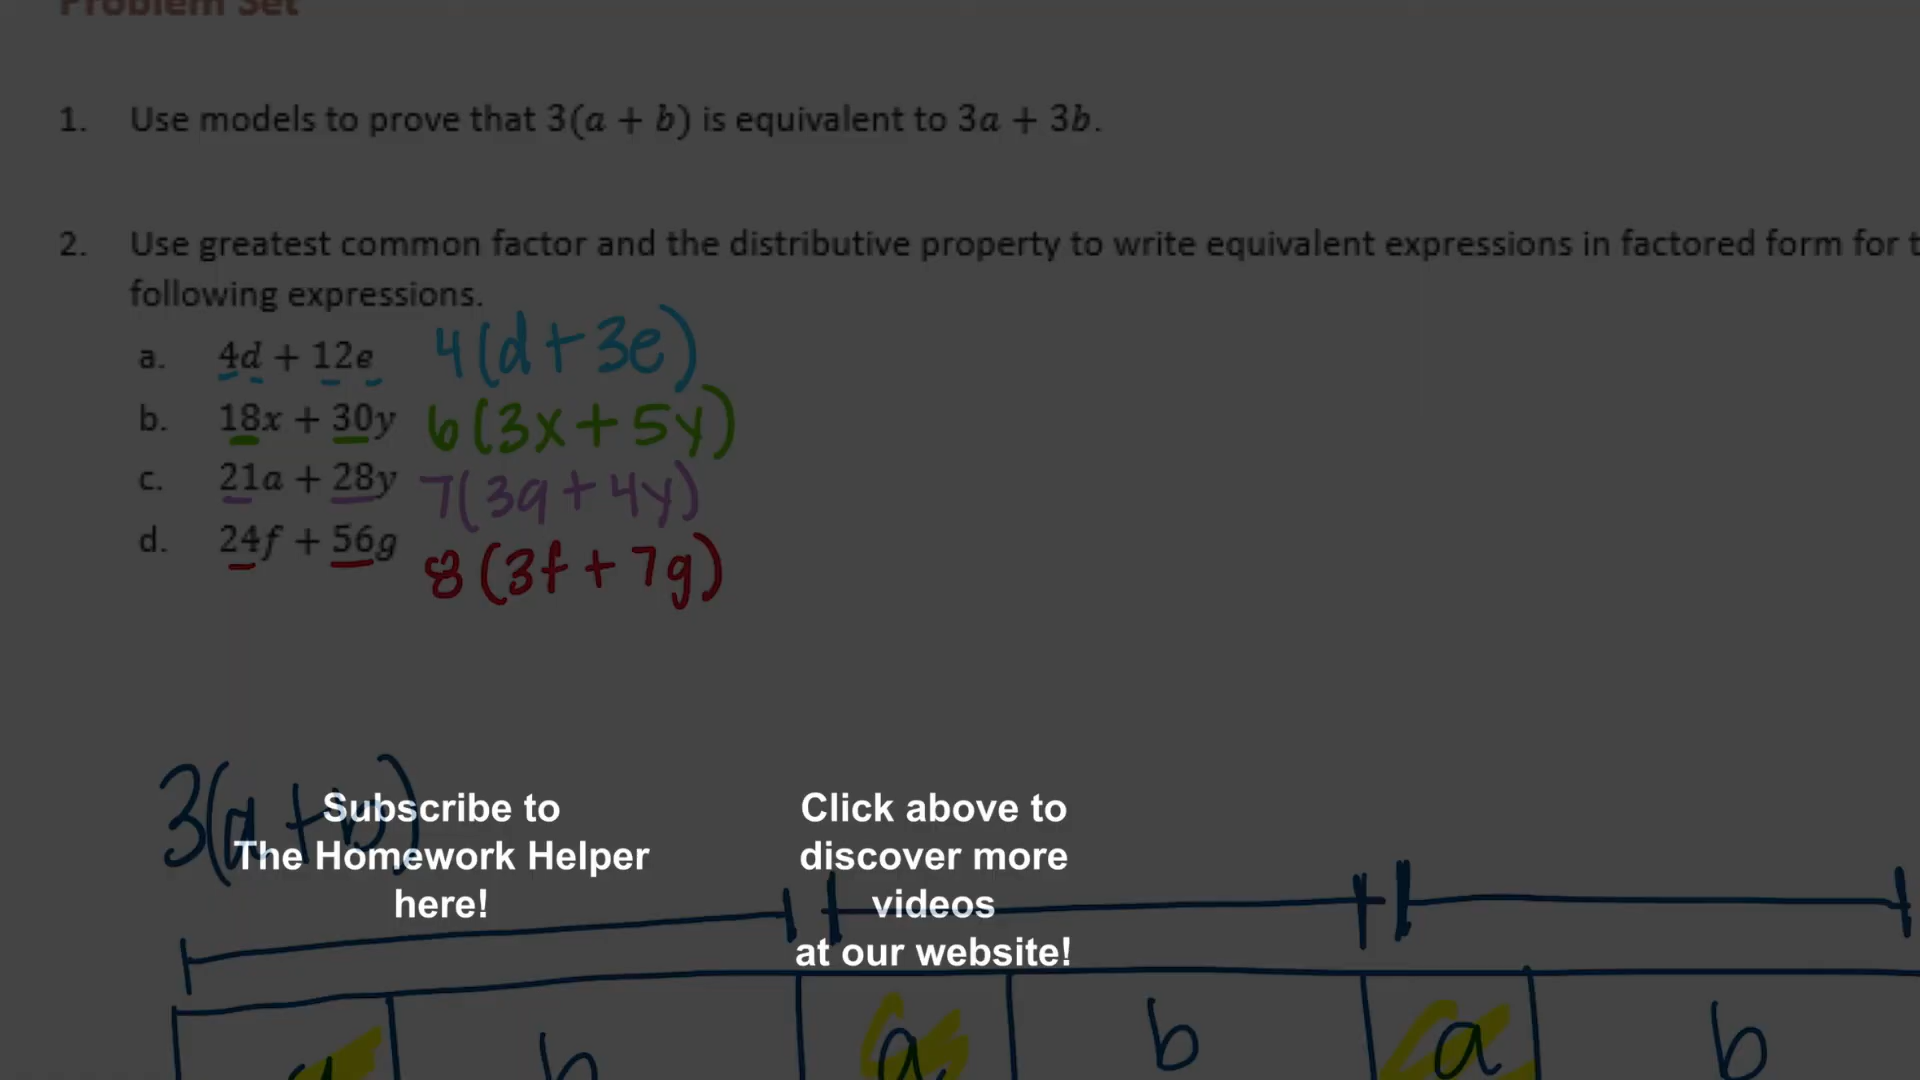 Problem Set
1. Use models to prove that 3(a + b) is equivalent to 3a + 3b.
2. Use greatest common factor and the distributive property to write equivalent expressions in factored form for t
following expressions.
a. 4d + 12e 4(d+3e)
b. 18x + 30y 6(3x+5y)
c. 21a + 28y 7(3a+4y)
d. 24f + 56g 8(3f+7g)
3(a+b)
Subscribe to
The Homework Helper
here!
Click above to
discover more
videos
at our website!
a b a b a b